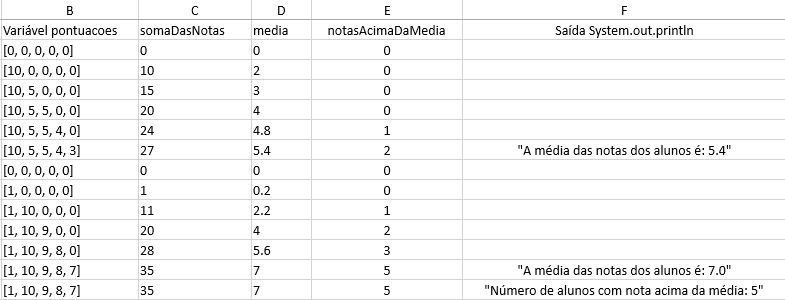 B C D E F
Variável pontuacoes somaDasNotas media notasAcimaDaMedia Saída System.out.println
[0, 0, 0, 0, 0] 0 0 0
[10, 0, 0, 0, 0] 10 2 0
[10, 5, 0, 0, 0] 15 3 0
[10, 5, 5, 0, 0] 20 4 0
[10, 5, 5, 4, 0] 24 4.8 1
[10, 5, 5, 4, 3] 27 5.4 2 "A média das notas dos alunos é: 5.4"
[0, 0, 0, 0, 0] 0 0 0
[1, 0, 0, 0, 0] 1 0.2 0
[1, 10, 0, 0, 0] 11 2.2 1
[1, 10, 9, 0, 0] 20 4 2
[1, 10, 9, 8, 0] 28 5.6 3
[1, 10, 9, 8, 7] 35 7 5 "A média das notas dos alunos é: 7.0"
[1, 10, 9, 8, 7] 35 7 5 "Número de alunos com nota acima da média: 5"